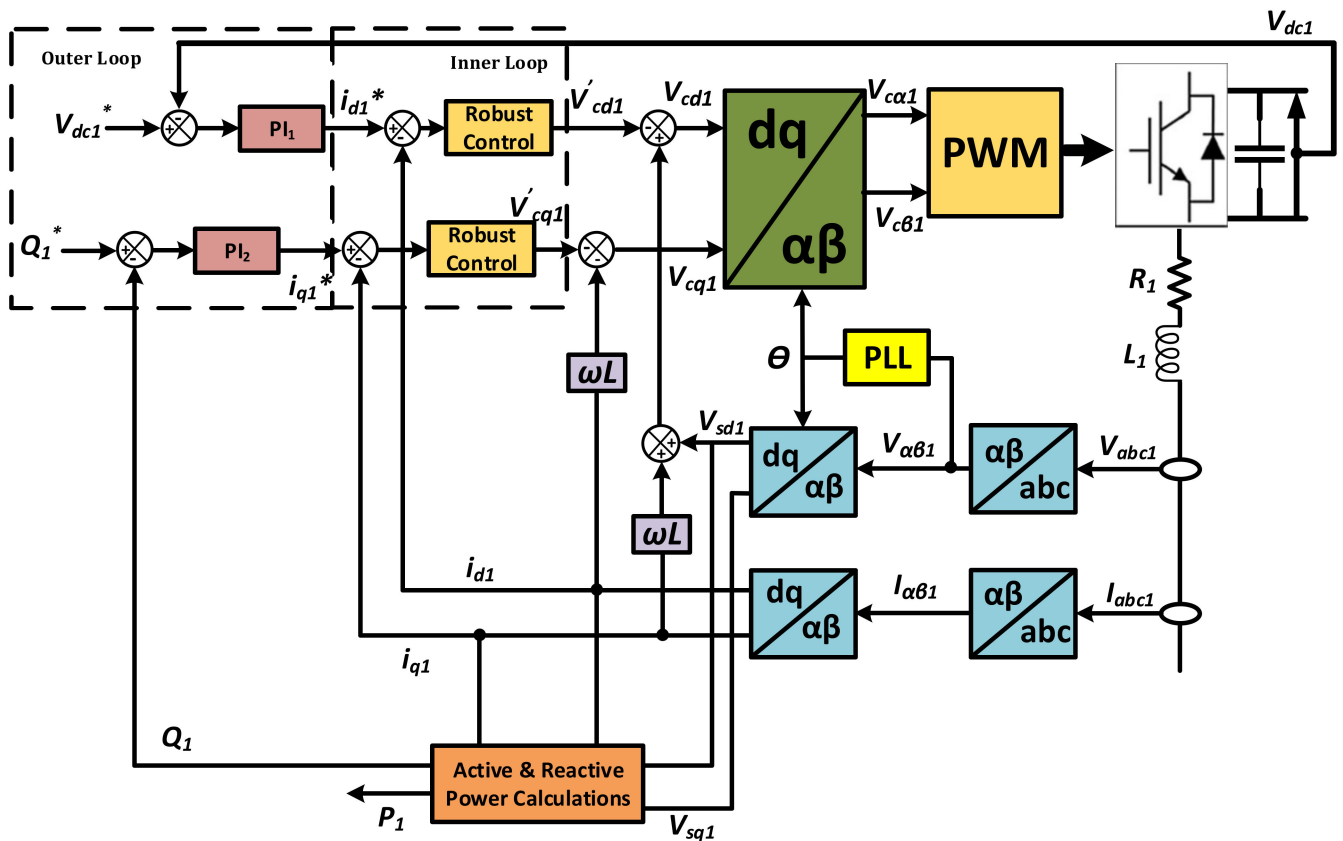 Outer Loop
Inner Loop
V_dc1
V_dc1*
PI₁
i_d1*
Robust
Control
V'_cd1
V_cd1
dq
αβ
V_cα1
V_cβ1
PWM
Q₁*
PI₂
i_q1*
Robust
Control
V'_cq1
V_cq1
R₁
L₁
ωL
θ
PLL
V_sd1
dq
αβ
V_αβ1
αβ
abc
V_abc1
ωL
i_d1
dq
αβ
I_αβ1
αβ
abc
I_abc1
i_q1
Q₁
Active & Reactive
Power Calculations
P₁
V_sq1